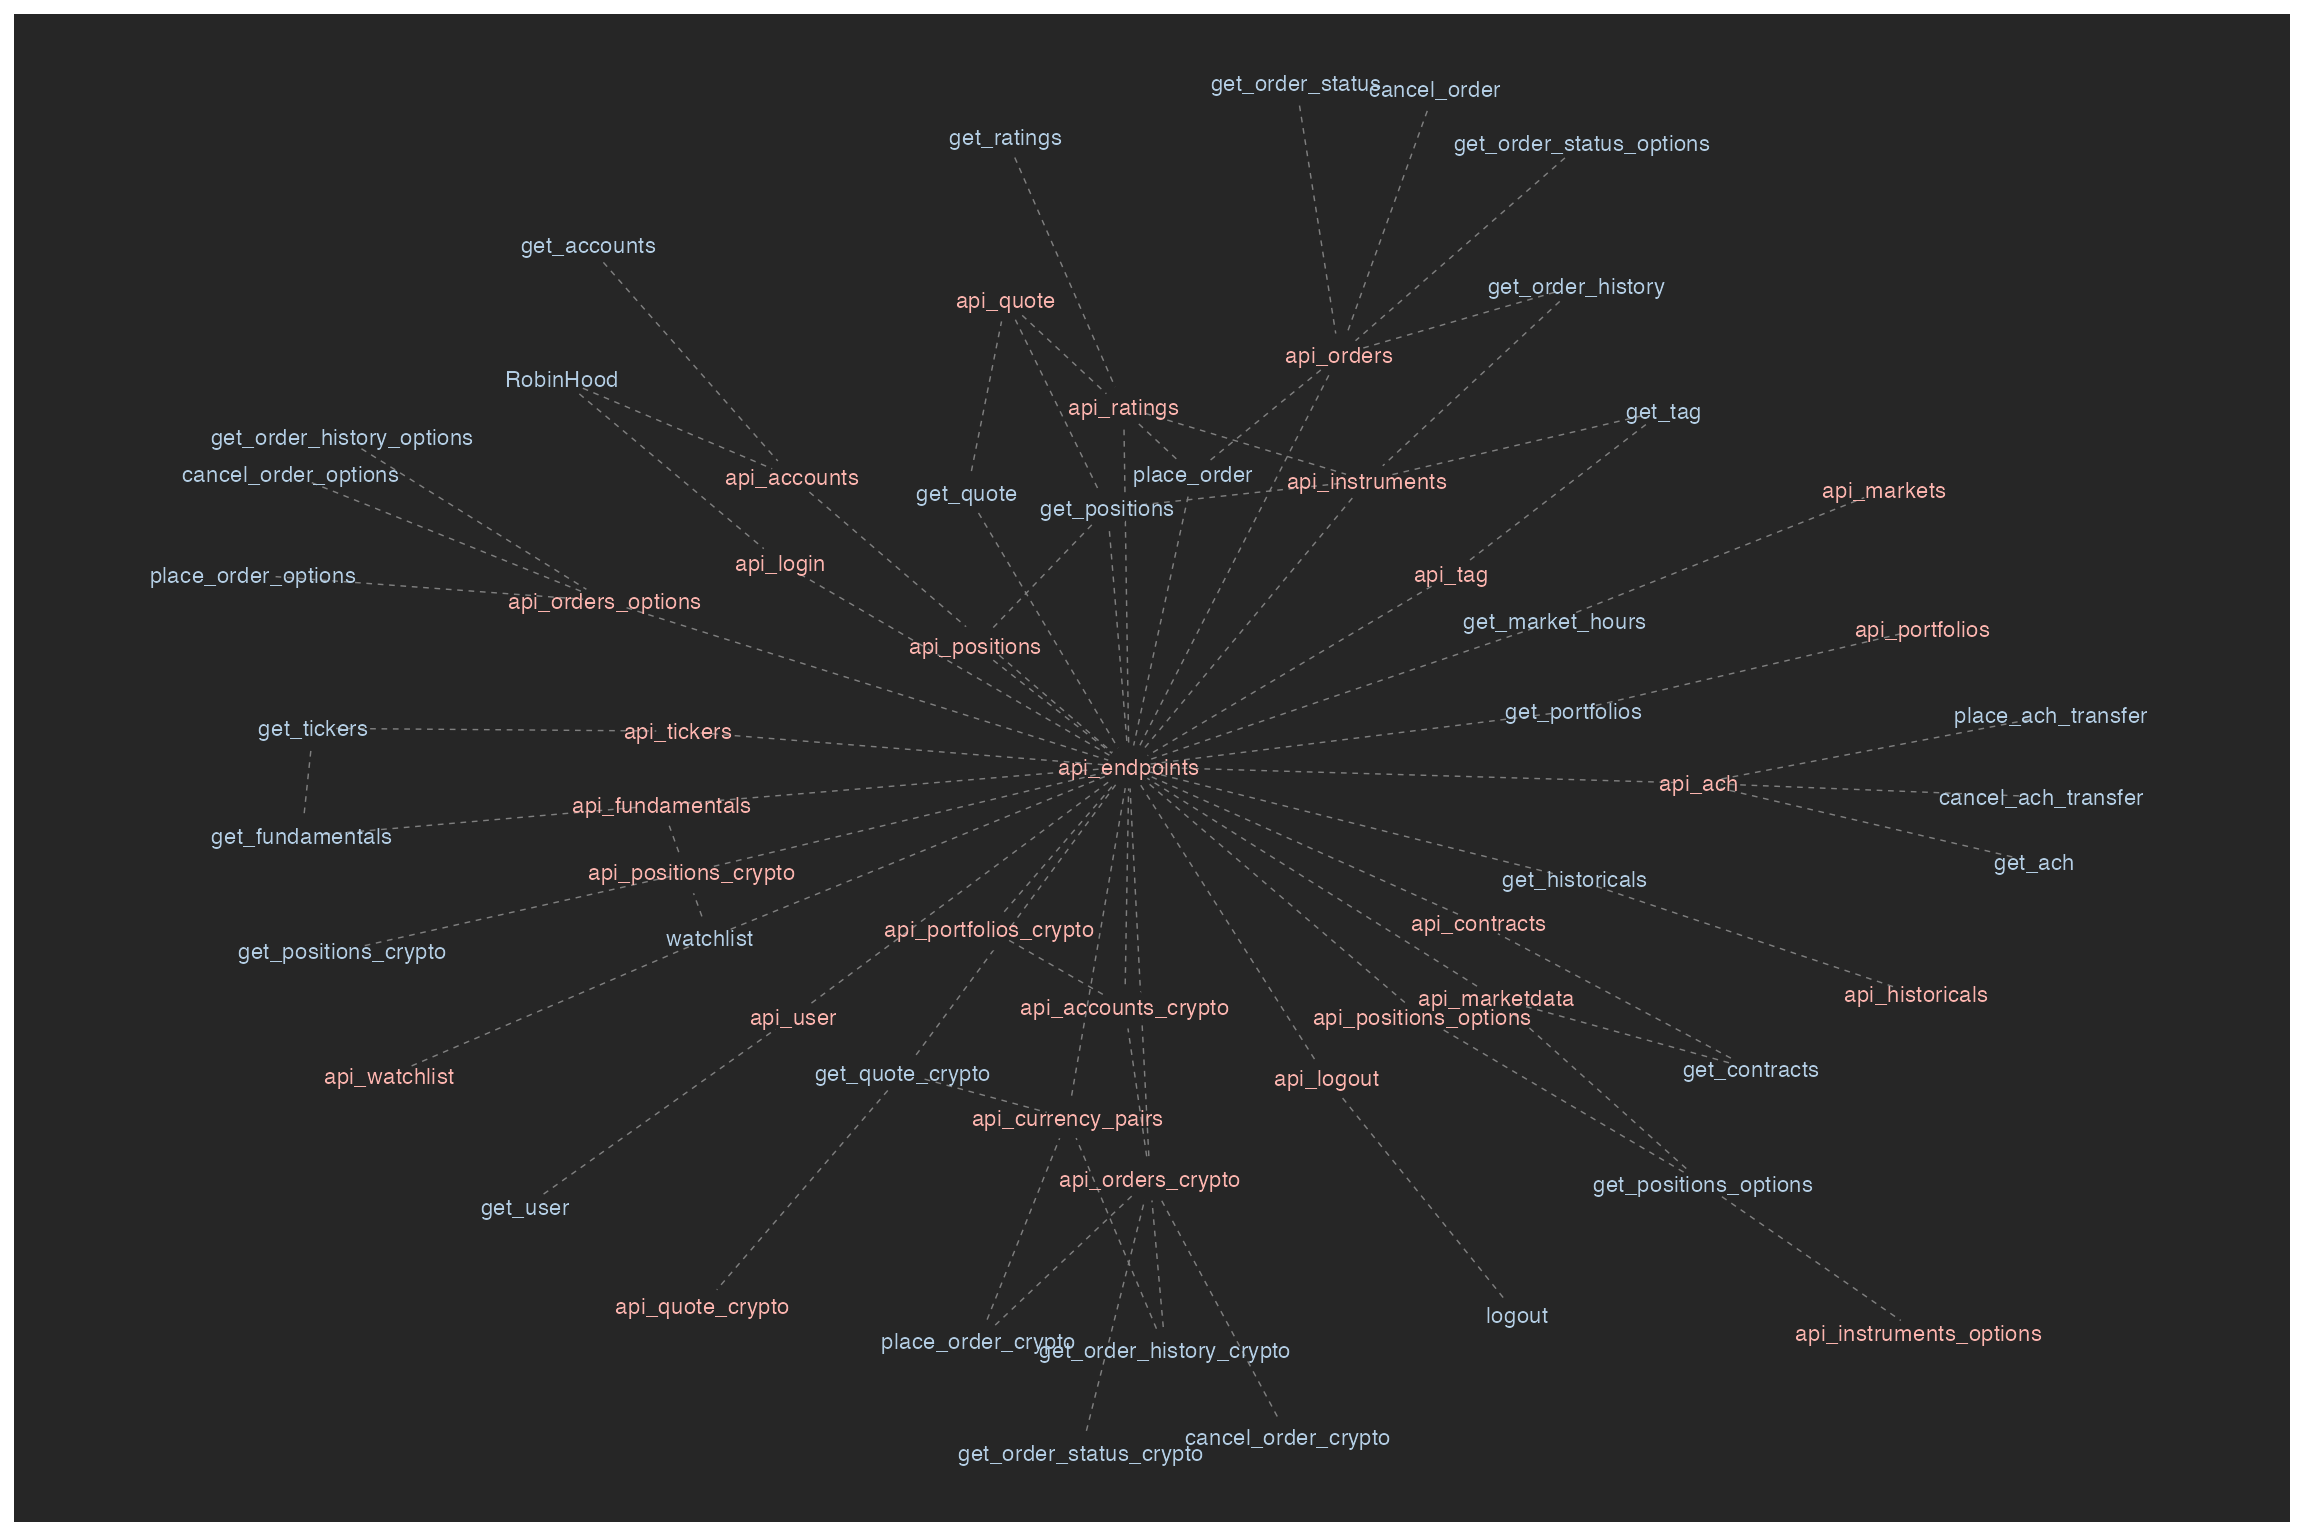 get_order_status
cancel_order
get_ratings
get_order_status_options
get_accounts
get_order_history
api_quote
api_orders
RobinHood
api_ratings
get_tag
get_order_history_options
cancel_order_options
api_accounts
place_order
api_instruments
api_markets
get_quote
get_positions
api_login
api_tag
place_order_options
api_orders_options
get_market_hours
api_portfolios
api_positions
get_portfolios
place_ach_transfer
get_tickers
api_tickers
api_endpoints
api_ach
cancel_ach_transfer
api_fundamentals
get_fundamentals
get_ach
api_positions_crypto
get_historicals
api_contracts
api_portfolios_crypto
watchlist
get_positions_crypto
api_historicals
api_marketdata
api_accounts_crypto
api_user
api_positions_options
get_contracts
get_quote_crypto
api_watchlist
api_logout
api_currency_pairs
api_orders_crypto
get_positions_options
get_user
api_quote_crypto
logout
api_instruments_options
place_order_crypto
get_order_history_crypto
cancel_order_crypto
get_order_status_crypto